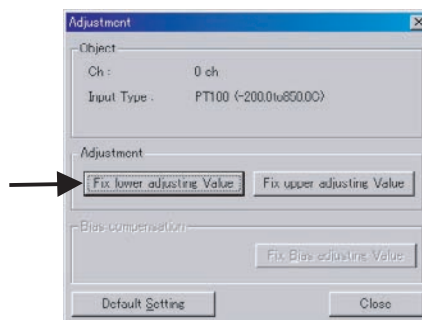 Adjustment
Object
Ch : 0 ch
Input Type . PT100 (-200.0to850.0C)
Adjustment
Fix lower adjusting Value Fix upper adjusting Value
Bias compensation
Fix Bias adjusting Value
Default Setting Close